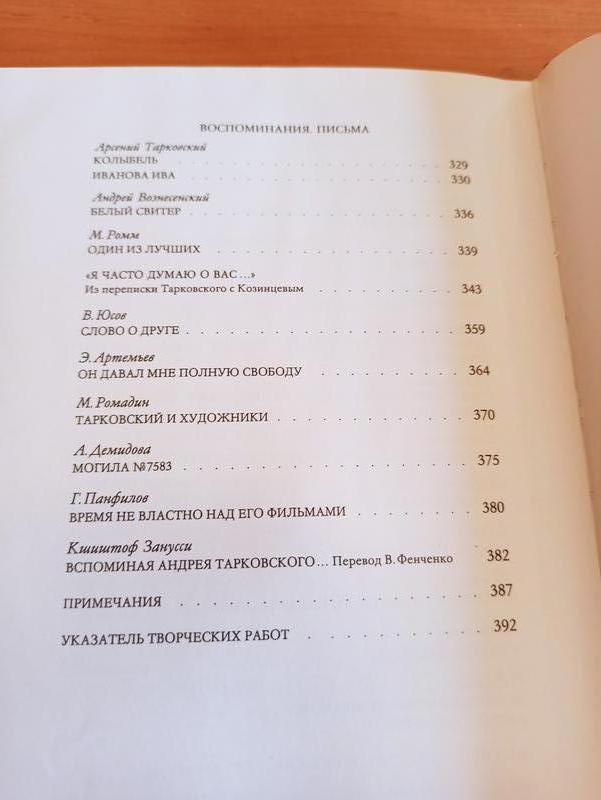 ВОСПОМИНАНИЯ. ПИСЬМА
Арсений Тарковский
КОЛЫБЕЛЬ . . . . . . . . . . . . . 329
ИВАНОВА ИВА . . . . . . . . . . . . . 330
Андрей Вознесенский
БЕЛЫЙ СВИТЕР . . . . . . . . . . . . . 336
М. Ромм
ОДИН ИЗ ЛУЧШИХ . . . . . . . . . . . . 339
«Я ЧАСТО ДУМАЮ О ВАС...»
Из переписки Тарковского с Козинцевым . . . . . . . 343
В. Юсов
СЛОВО О ДРУГЕ . . . . . . . . . . . . . 359
Э. Артемьев
ОН ДАВАЛ МНЕ ПОЛНУЮ СВОБОДУ . . . . . . . . 364
М. Ромадин
ТАРКОВСКИЙ И ХУДОЖНИКИ . . . . . . . . . 370
А. Демидова
МОГИЛА №7583 . . . . . . . . . . . . . 375
Г. Панфилов
ВРЕМЯ НЕ ВЛАСТНО НАД ЕГО ФИЛЬМАМИ . . . . . . 380
Кшиштоф Занусси
ВСПОМИНАЯ АНДРЕЯ ТАРКОВСКОГО... Перевод В. Фенченко 382
ПРИМЕЧАНИЯ . . . . . . . . . . . . . 387
УКАЗАТЕЛЬ ТВОРЧЕСКИХ РАБОТ . . . . . . . . 392